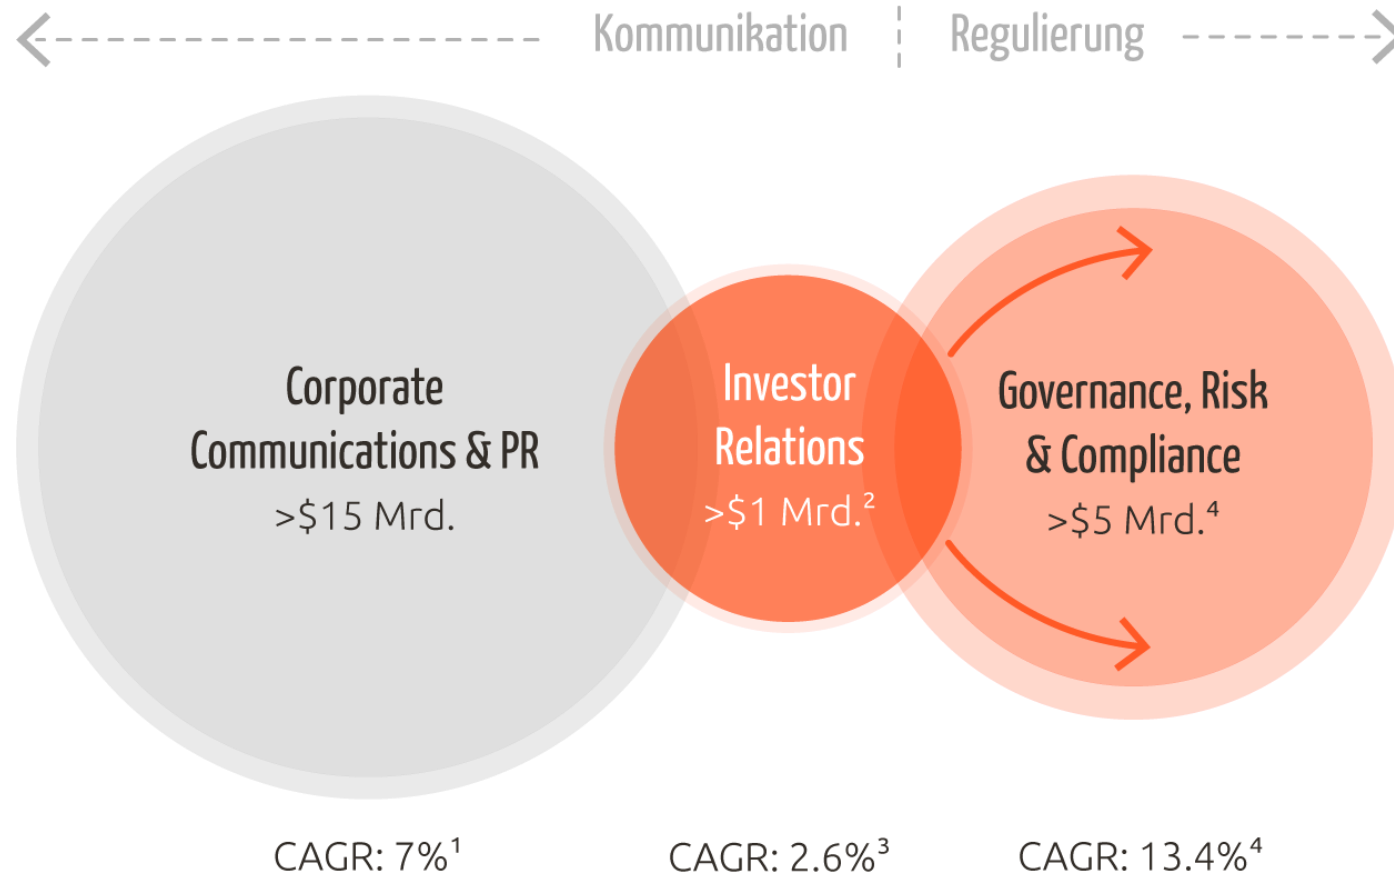 Kommunikation
Regulierung
Corporate
Communications & PR
>$15 Mrd.
Investor
Relations
>$1 Mrd.²
Governance, Risk
& Compliance
>$5 Mrd.⁴
CAGR: 7%¹
CAGR: 2.6%³
CAGR: 13.4%⁴